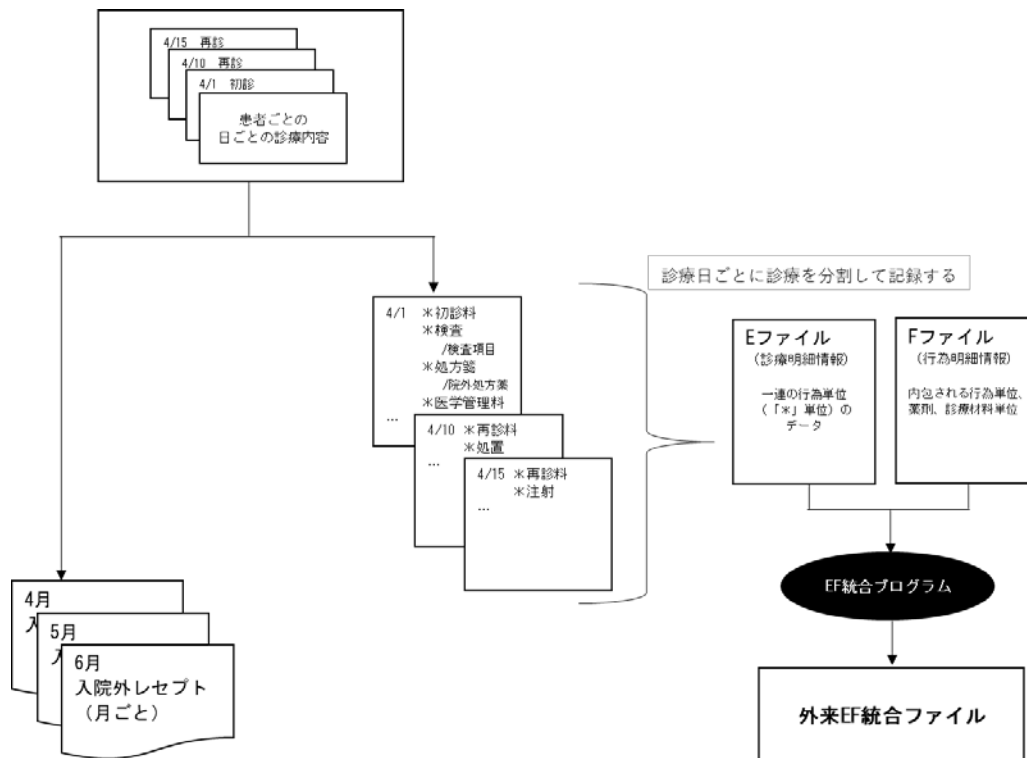 4/15 再診
4/10 再診
4/1 初診
患者ごとの
日ごとの診療内容
診療日ごとに診療を分割して記録する
4/1 ＊初診料
＊検査
/検査項目
＊処方箋
/院外処方薬
＊医学管理料
…
4/10 ＊再診料
＊処置
…
4/15 ＊再診料
＊注射
…
Eファイル
(診療明細情報)
一連の行為単位
(「＊」単位)の
データ
Fファイル
(行為明細情報)
内包される行為単位、
薬剤、診療材料単位
EF統合プログラム
外来EF統合ファイル
4月
入
5月
入
6月
入院外レセプト
(月ごと)